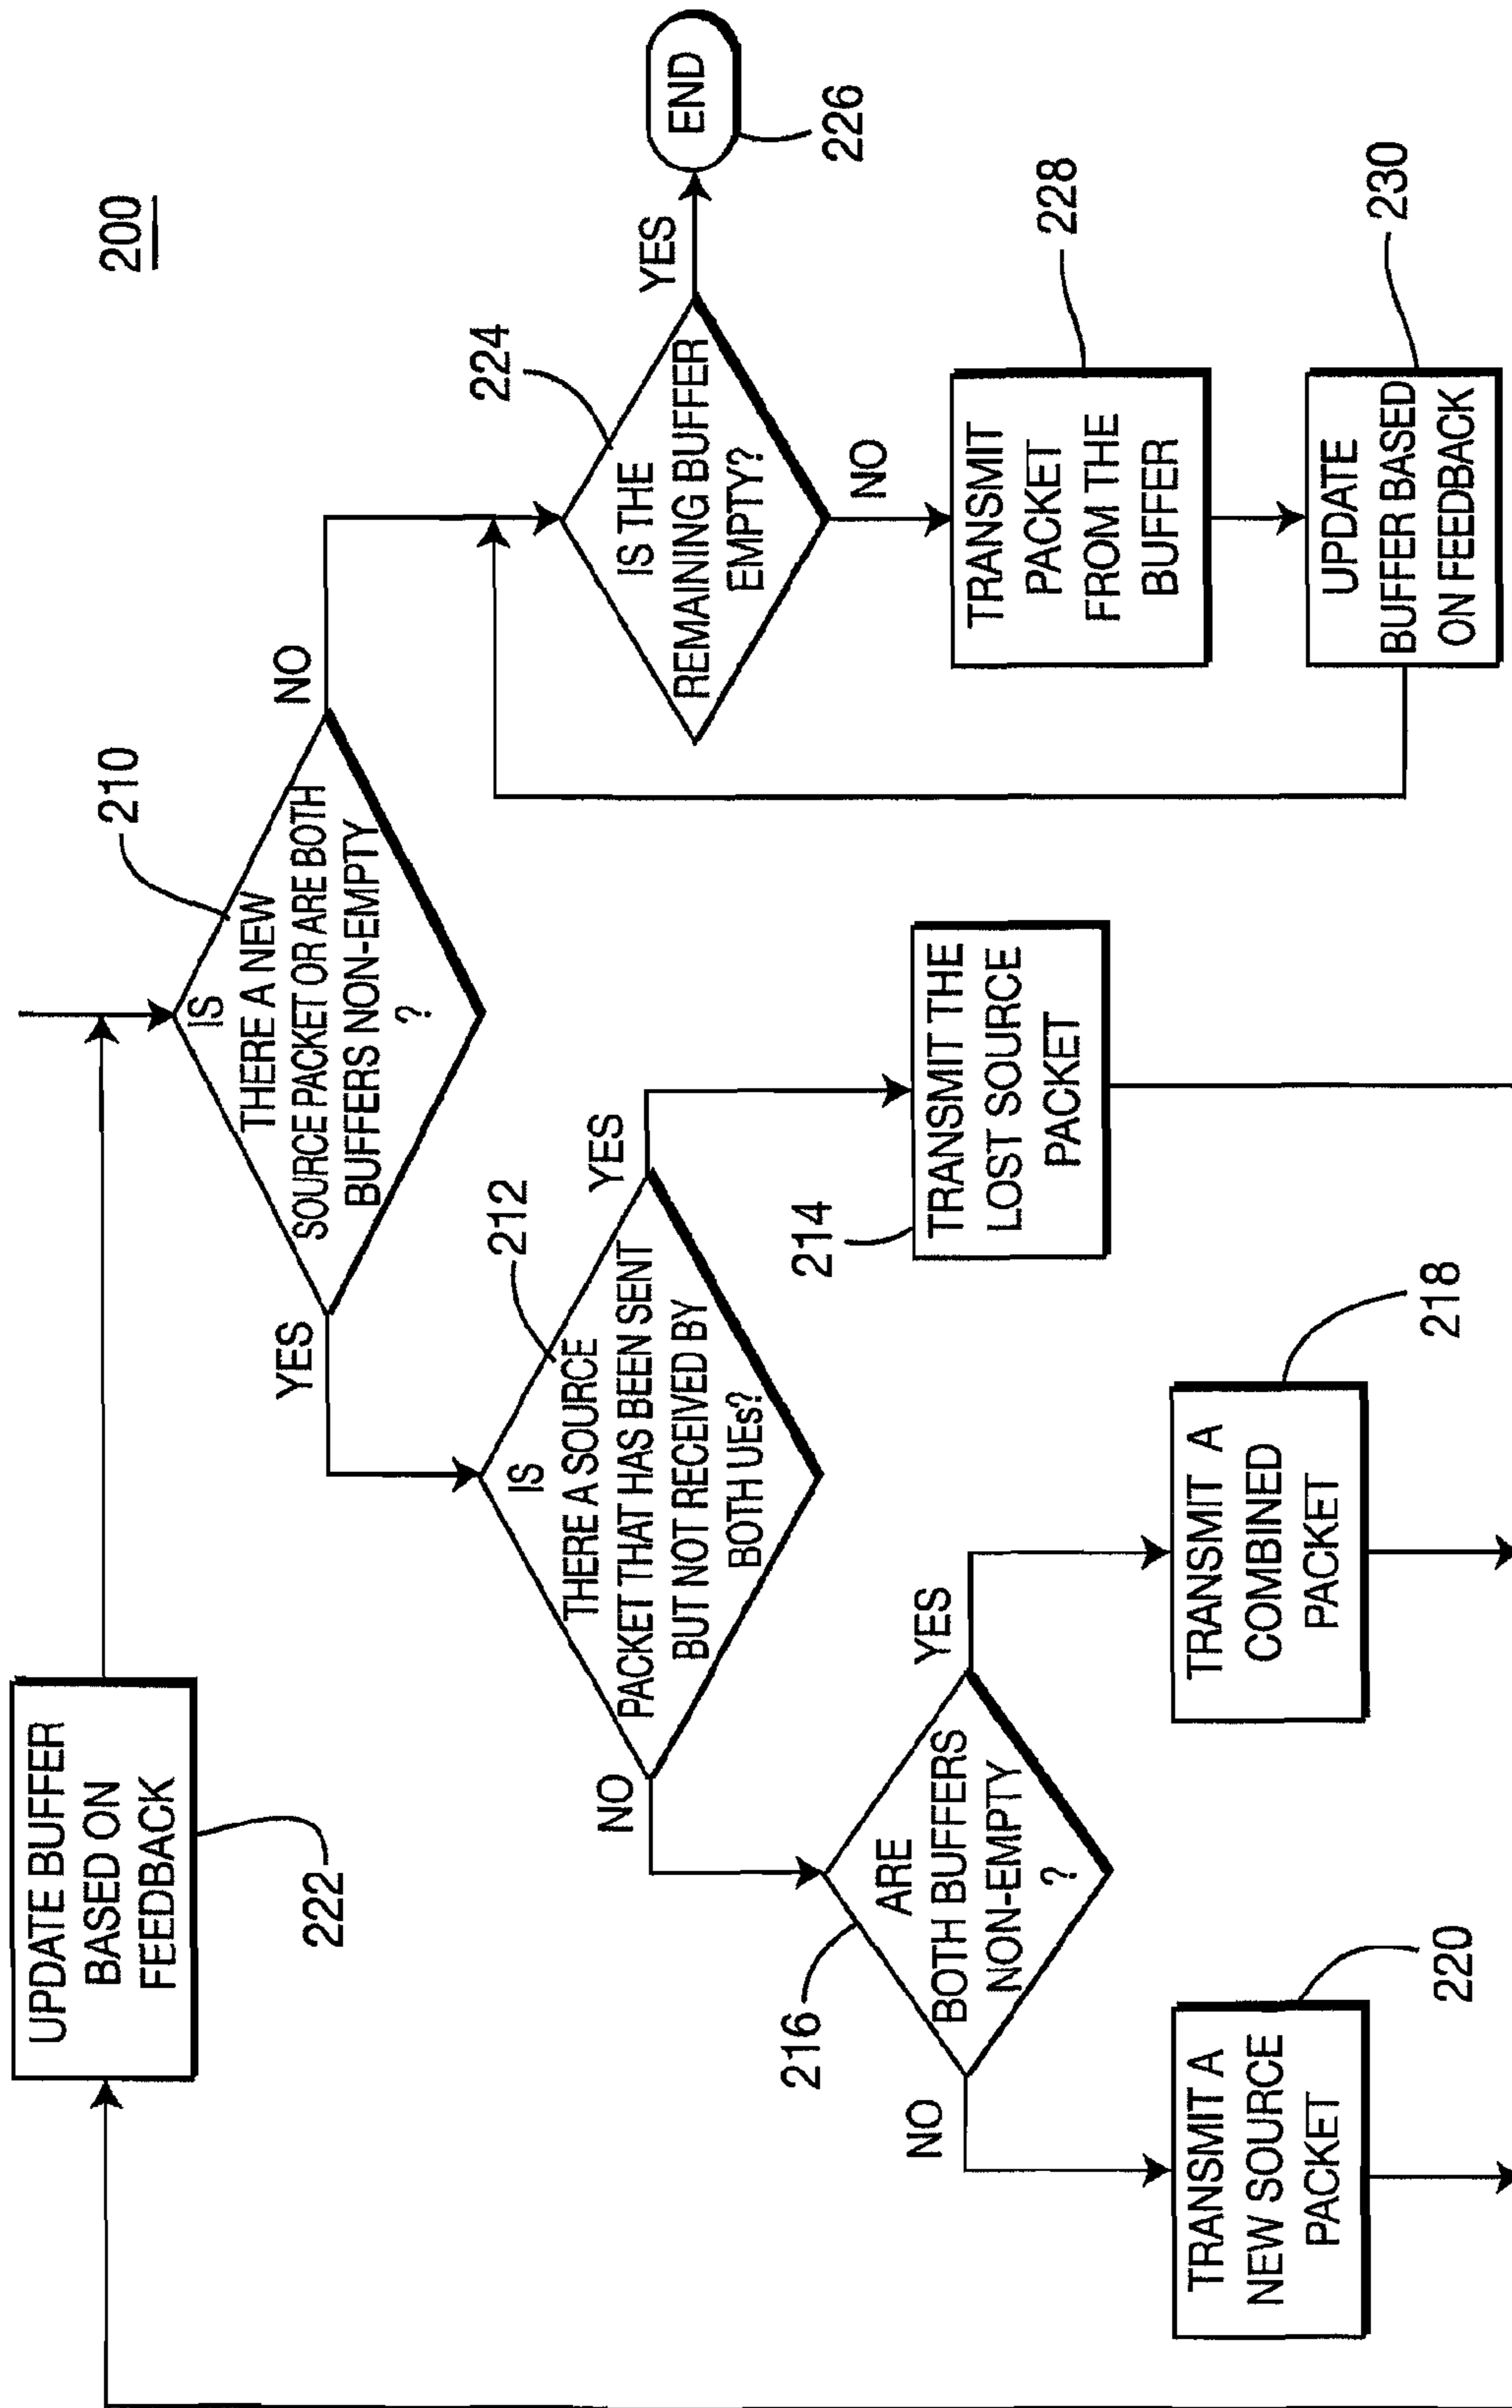 200
UPDATE BUFFER
BASED ON
FEEDBACK
222
210
IS
THERE A NEW
SOURCE PACKET OR ARE BOTH
BUFFERS NON-EMPTY
?
YES
NO
212
IS
THERE A SOURCE
PACKET THAT HAS BEEN SENT
BUT NOT RECEIVED BY
BOTH UEs?
NO
YES
214
TRANSMIT THE
LOST SOURCE
PACKET
216
ARE
BOTH BUFFERS
NON-EMPTY
?
NO
YES
TRANSMIT A
NEW SOURCE
PACKET
220
TRANSMIT A
COMBINED
PACKET
218
224
IS THE
REMAINING BUFFER
EMPTY?
YES
END
226
NO
TRANSMIT
PACKET
FROM THE
BUFFER
228
UPDATE
BUFFER BASED
ON FEEDBACK
230